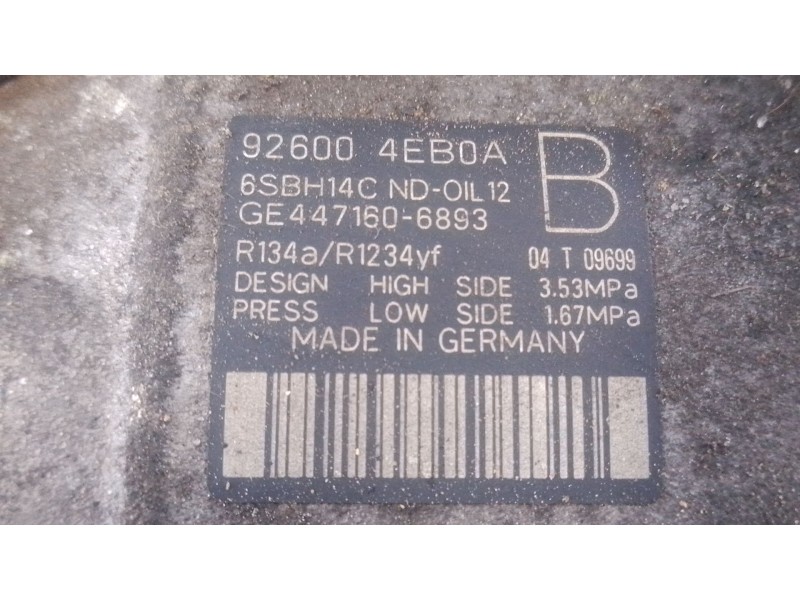 92600 4EB0A
B
6SBH14C ND-OIL12
GE447160-6893
R134a/R1234yf 04 T 09699
DESIGN HIGH SIDE 3.53MPa
PRESS LOW SIDE 1.67MPa
MADE IN GERMANY